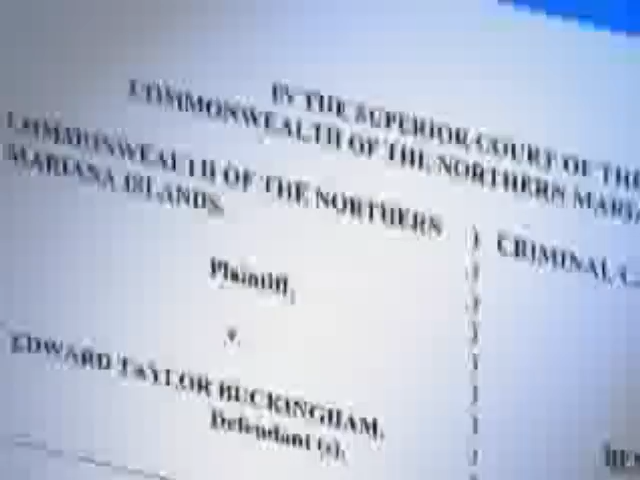 IN THE SUPERIOR COURT OF THE
COMMONWEALTH OF THE NORTHERN
COMMONWEALTH OF THE NORTHERN
MARIANA ISLANDS
) CRIMINAL
Plaintiff,
v.
EDWARD TAYLOR BUCKINGHAM,
Defendant (s).